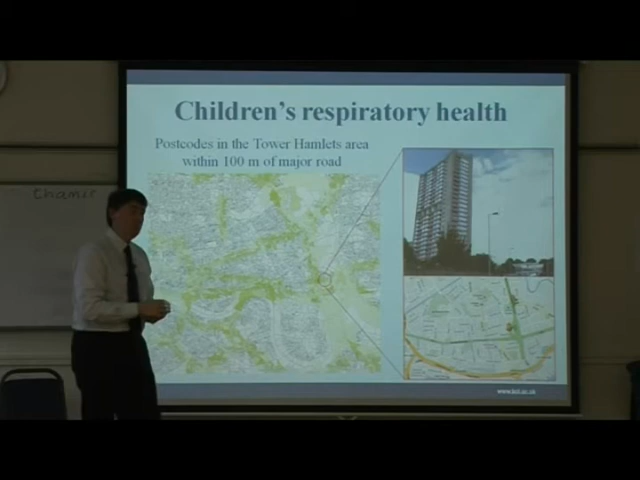 Children's respiratory health
Postcodes in the Tower Hamlets area
within 100 m of major road